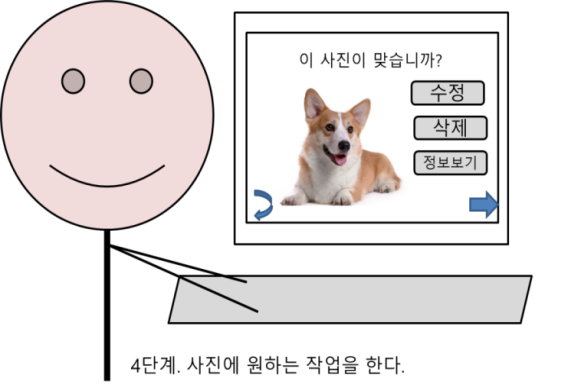 이 사진이 맞습니까?
수정
삭제
정보보기
4단계. 사진에 원하는 작업을 한다.